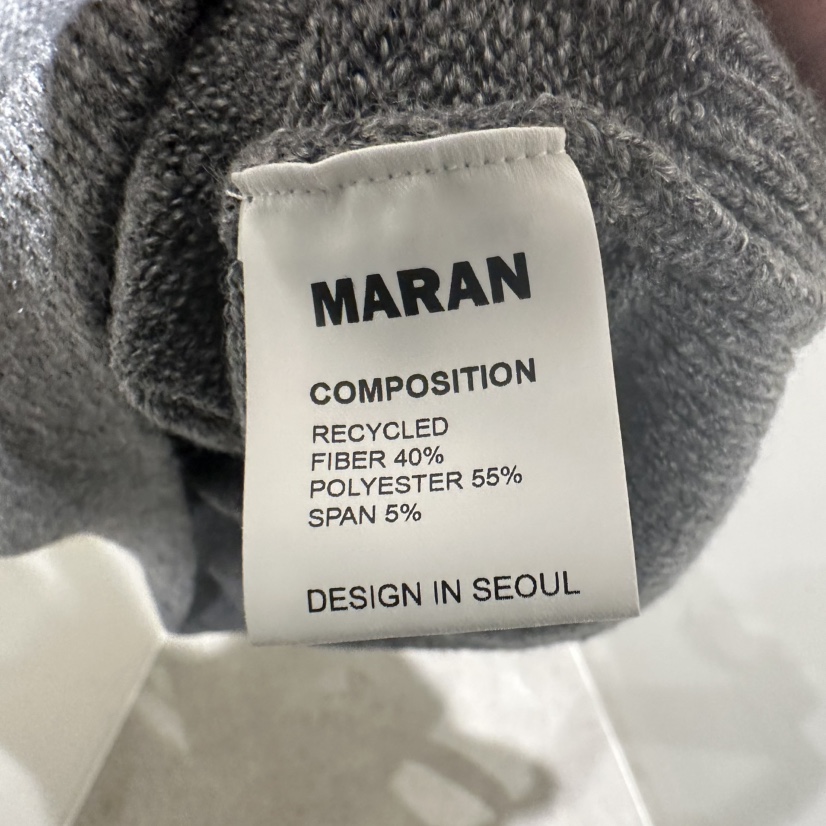 MARAN
COMPOSITION
RECYCLED
FIBER 40%
POLYESTER 55%
SPAN 5%
DESIGN IN SEOUL